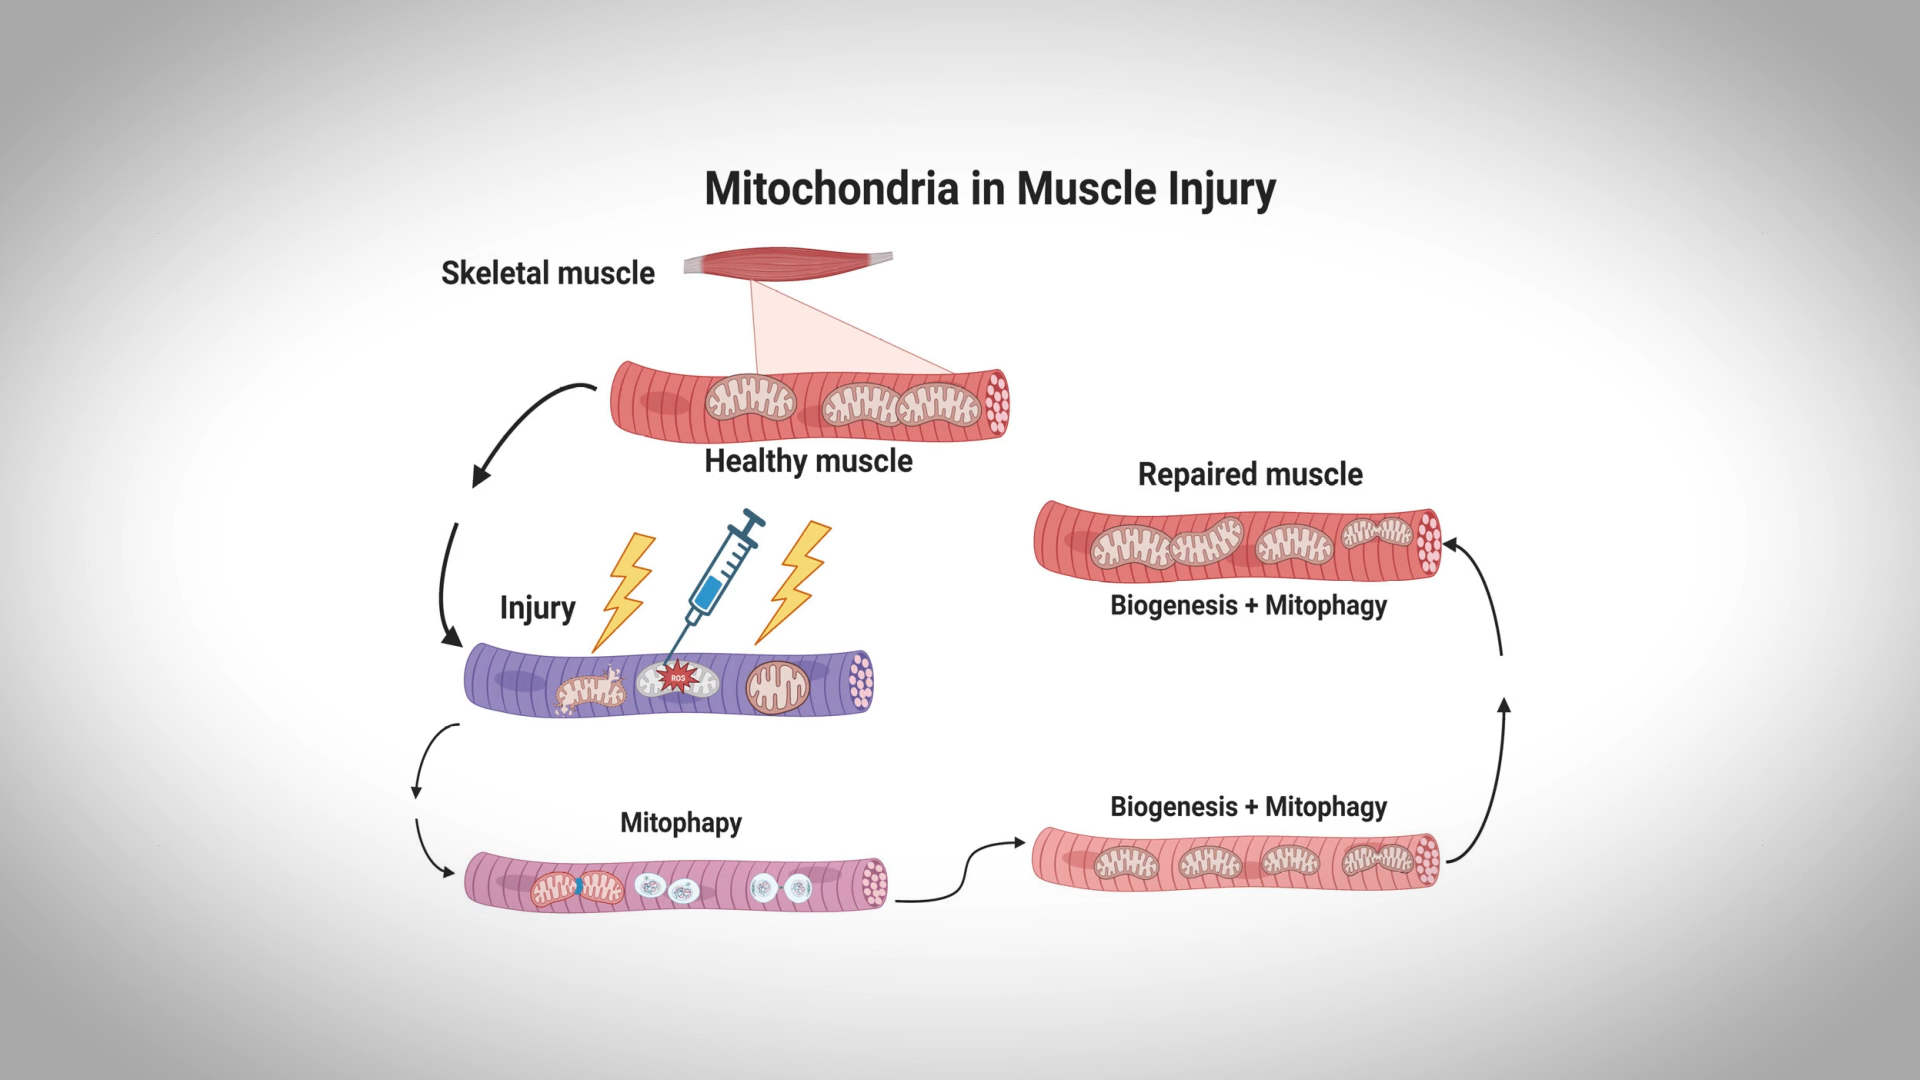 Mitochondria in Muscle Injury
Skeletal muscle
Healthy muscle
Repaired muscle
Biogenesis + Mitophagy
Injury
ROS
Mitophapy
Biogenesis + Mitophagy